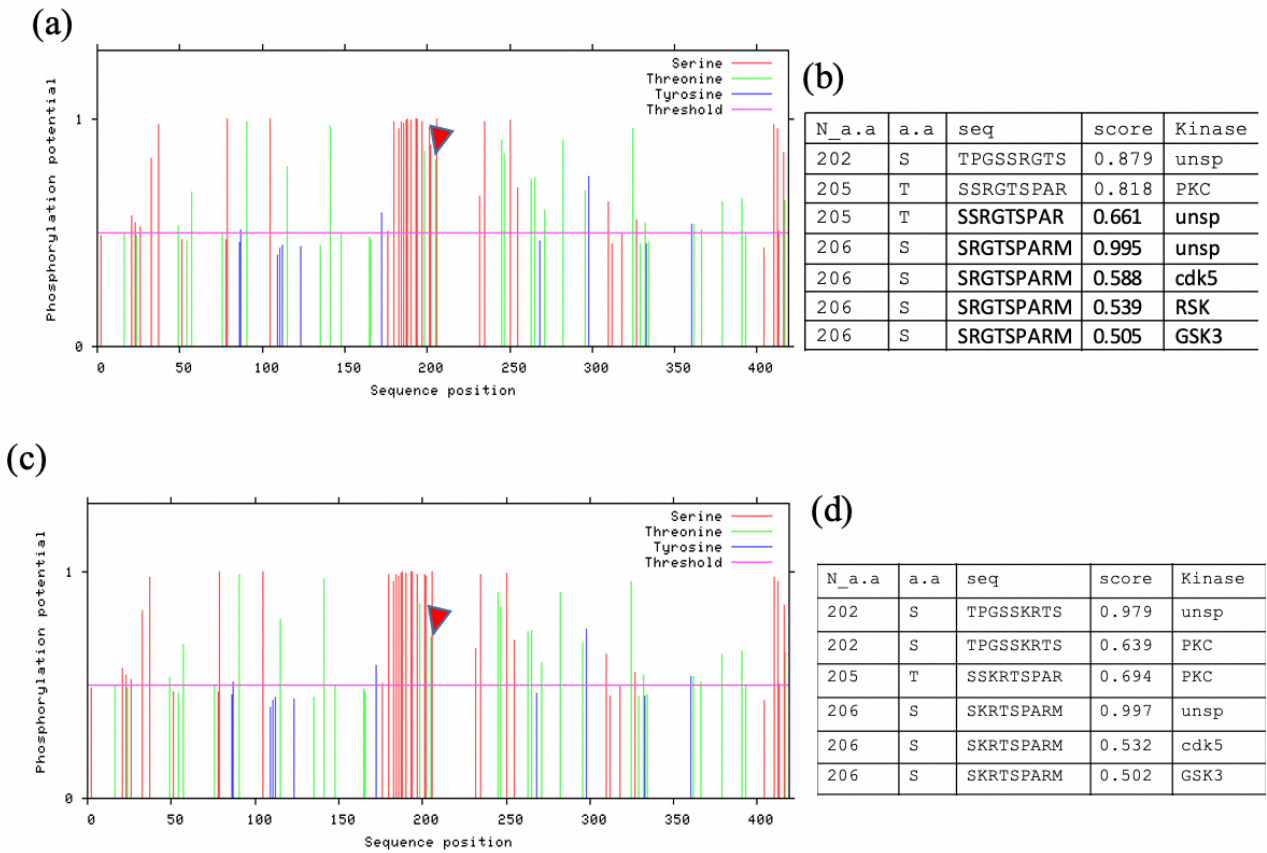 (a)
Phosphorylation potential
1
0
Serine
Threonine
Tyrosine
Threshold
0 50 100 150 200 250 300 350 400
Sequence position
(b)
N_a.a a.a seq score Kinase
202 S TPGSSRGTS 0.879 unsp
205 T SSRGTSPAR 0.818 PKC
205 T SSRGTSPAR 0.661 unsp
206 S SRGTSPARM 0.995 unsp
206 S SRGTSPARM 0.588 cdk5
206 S SRGTSPARM 0.539 RSK
206 S SRGTSPARM 0.505 GSK3
(c)
Phosphorylation potential
1
0
Serine
Threonine
Tyrosine
Threshold
0 50 100 150 200 250 300 350 400
Sequence position
(d)
N_a.a a.a seq score Kinase
202 S TPGSSKRTS 0.979 unsp
202 S TPGSSKRTS 0.639 PKC
205 T SSKRTSPAR 0.694 PKC
206 S SKRTSPARM 0.997 unsp
206 S SKRTSPARM 0.532 cdk5
206 S SKRTSPARM 0.502 GSK3